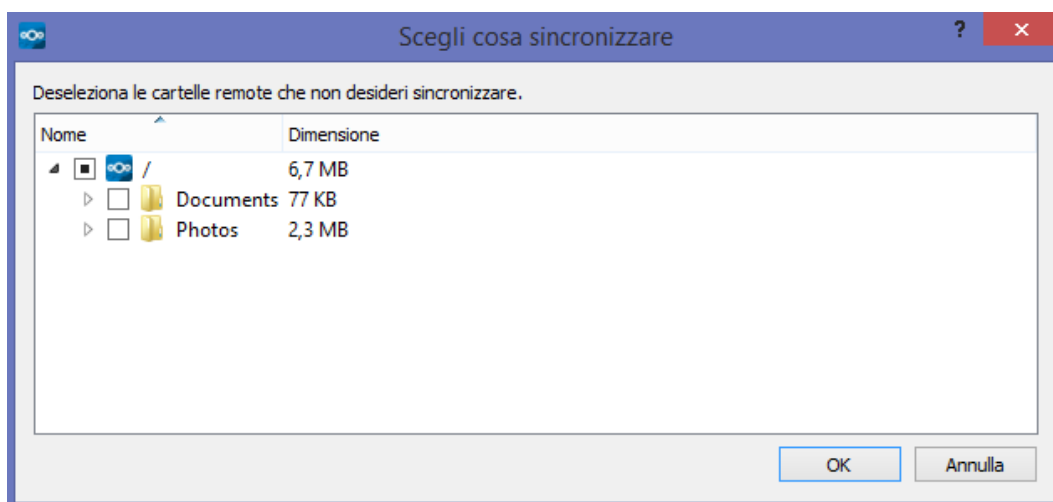 Scegli cosa sincronizzare
?
Deseleziona le cartelle remote che non desideri sincronizzare.
Nome Dimensione
/ 6,7 MB
Documents 77 KB
Photos 2,3 MB
OK Annulla